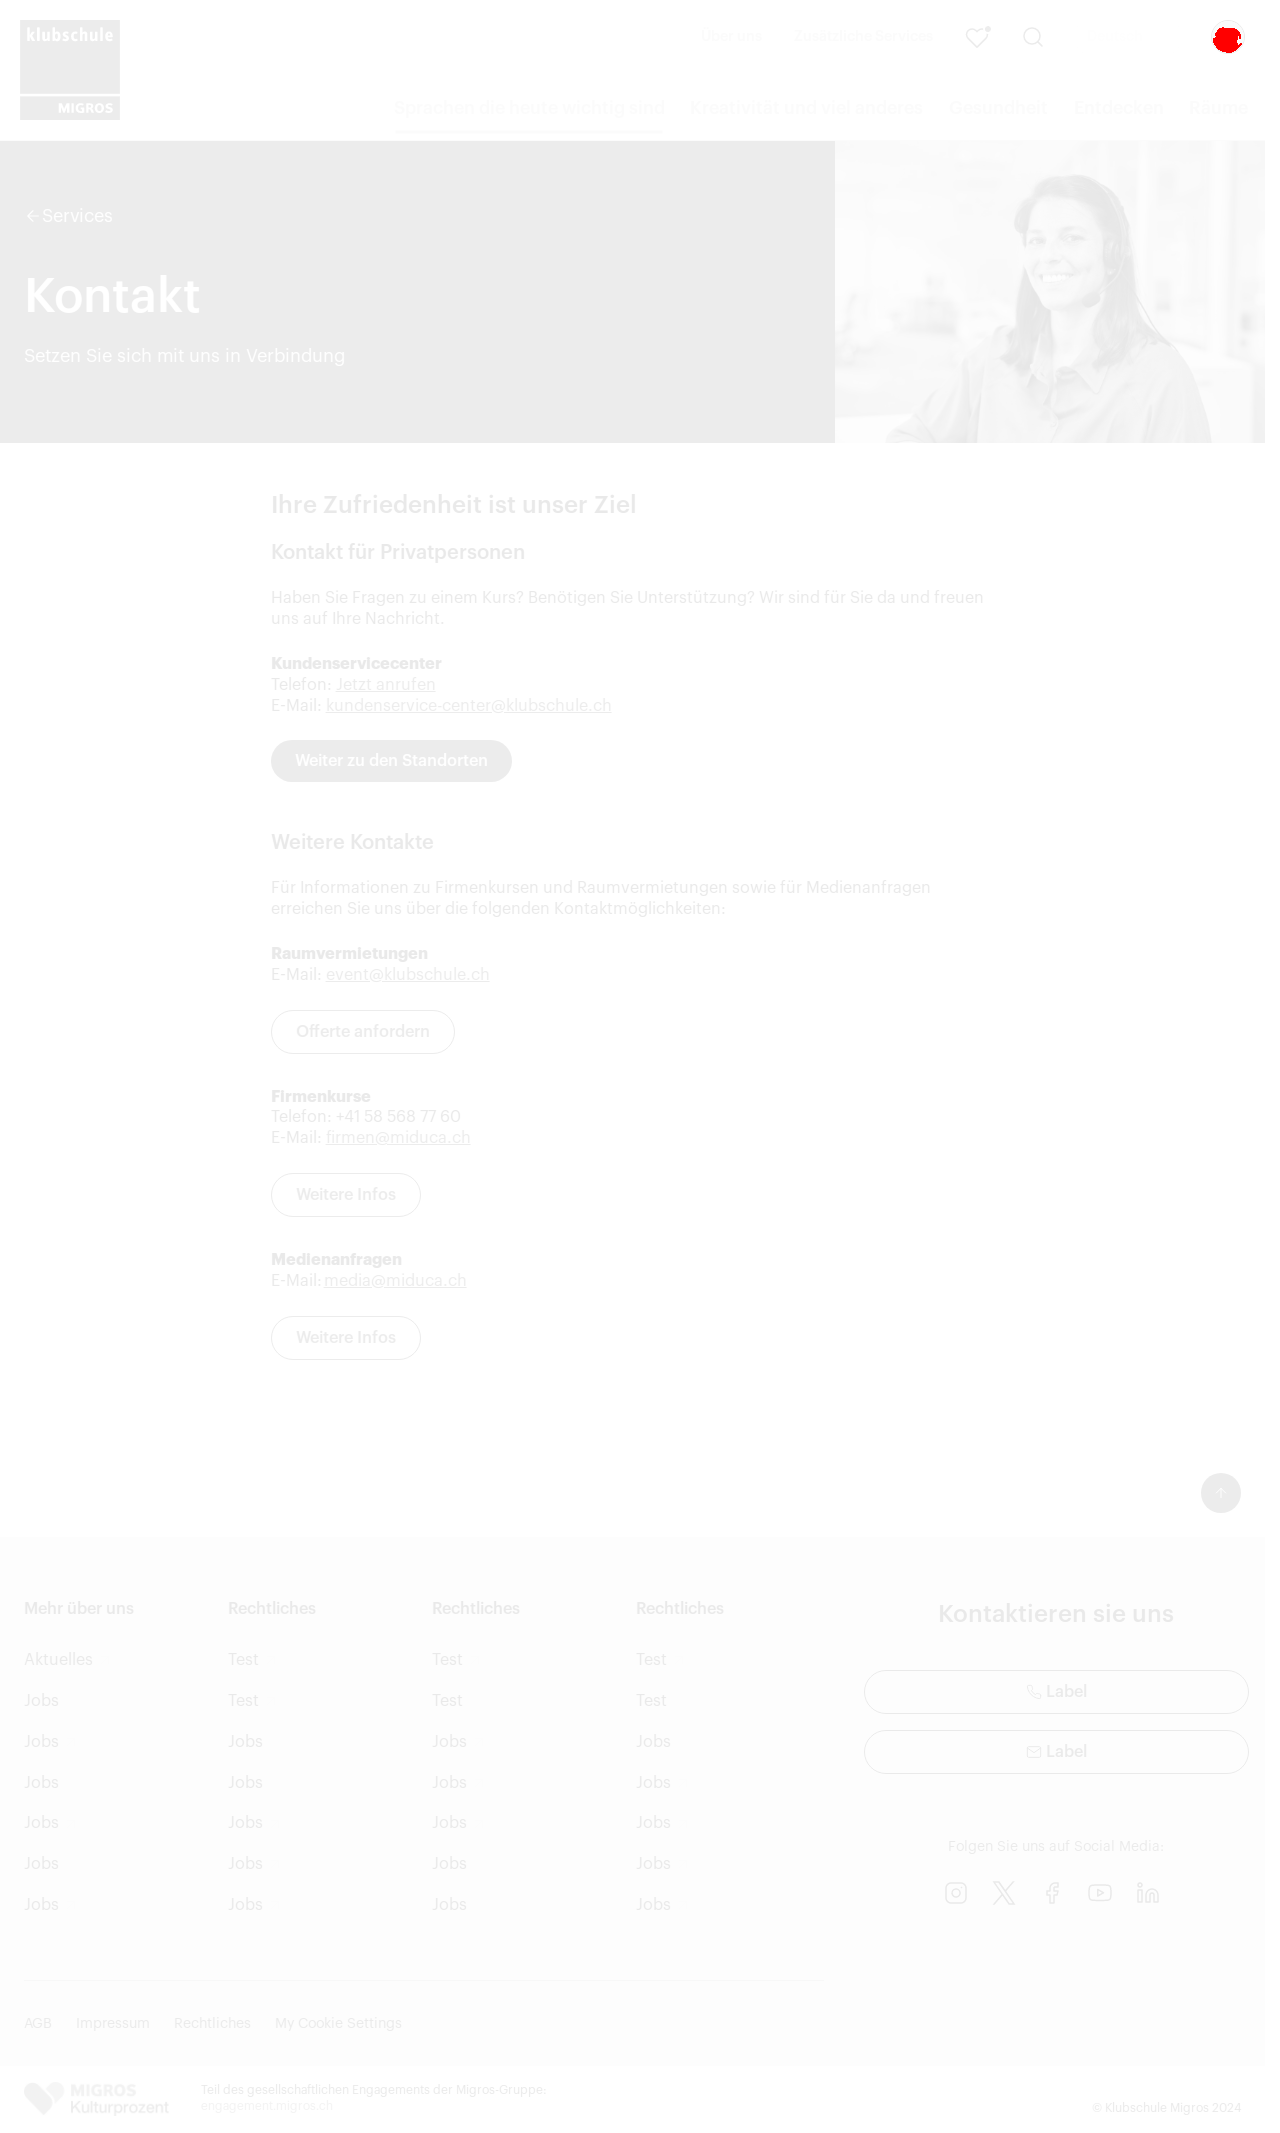 klubschule
MIGROS
Über uns
Sprachen die heute wichtig sind
Kreativität und viel anderes
Gesundheit
Entdecken
Räume
Services
Kontakt
Setzen Sie sich mit uns in Verbindung
Ihre Zufriedenheit ist unser Ziel
Kontakt für Privatpersonen
Haben Sie Fragen zu einem Kurs? Benötigen Sie Unterstützung? Wir sind für Sie da und freuen
uns auf Ihre Nachricht.
Kundenservicecenter
Telefon: Jetzt anrufen
E-Mail: kundenservice-center@klubschule.ch
Weiter zu den Standorten
Weitere Kontakte
Für Informationen zu Firmenkursen und Raumvermietungen sowie für Medienanfragen
erreichen Sie uns über die folgenden Kontaktmöglichkeiten:
Raumvermietungen
E-Mail: event@klubschule.ch
Offerte anfordern
Firmenkurse
Telefon: +41 58 568 77 60
E-Mail: firmen@miduca.ch
Weitere Infos
Medienanfragen
E-Mail: media@miduca.ch
Weitere Infos
Mehr über uns
Aktuelles
Jobs
Jobs
Jobs
Jobs
Jobs
Jobs
Rechtliches
Test
Test
Jobs
Jobs
Jobs
Jobs
Jobs
Rechtliches
Test
Test
Jobs
Jobs
Jobs
Jobs
Jobs
Rechtliches
Test
Test
Jobs
Jobs
Jobs
Jobs
Jobs
Kontaktieren sie uns
Label
Label
Folgen Sie uns auf Social Media:
AGB
Impressum
Rechtliches
My Cookie Settings
MIGROS
Kulturprozent
Teil des gesellschaftlichen Engagements der Migros-Gruppe:
engagement.migros.ch
© Klubschule Migros 2024